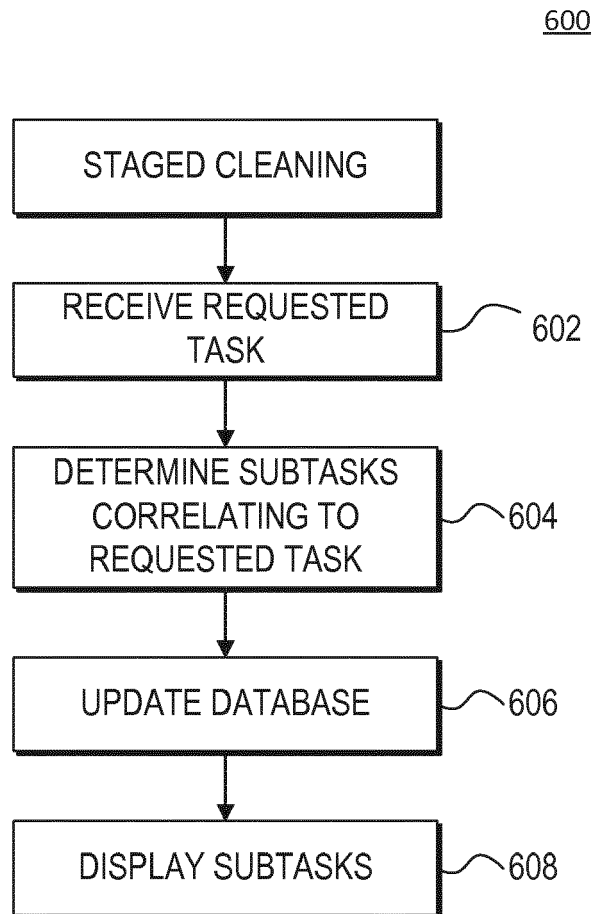 600
STAGED CLEANING
RECEIVE REQUESTED
TASK
602
DETERMINE SUBTASKS
CORRELATING TO
REQUESTED TASK
604
UPDATE DATABASE
606
DISPLAY SUBTASKS
608